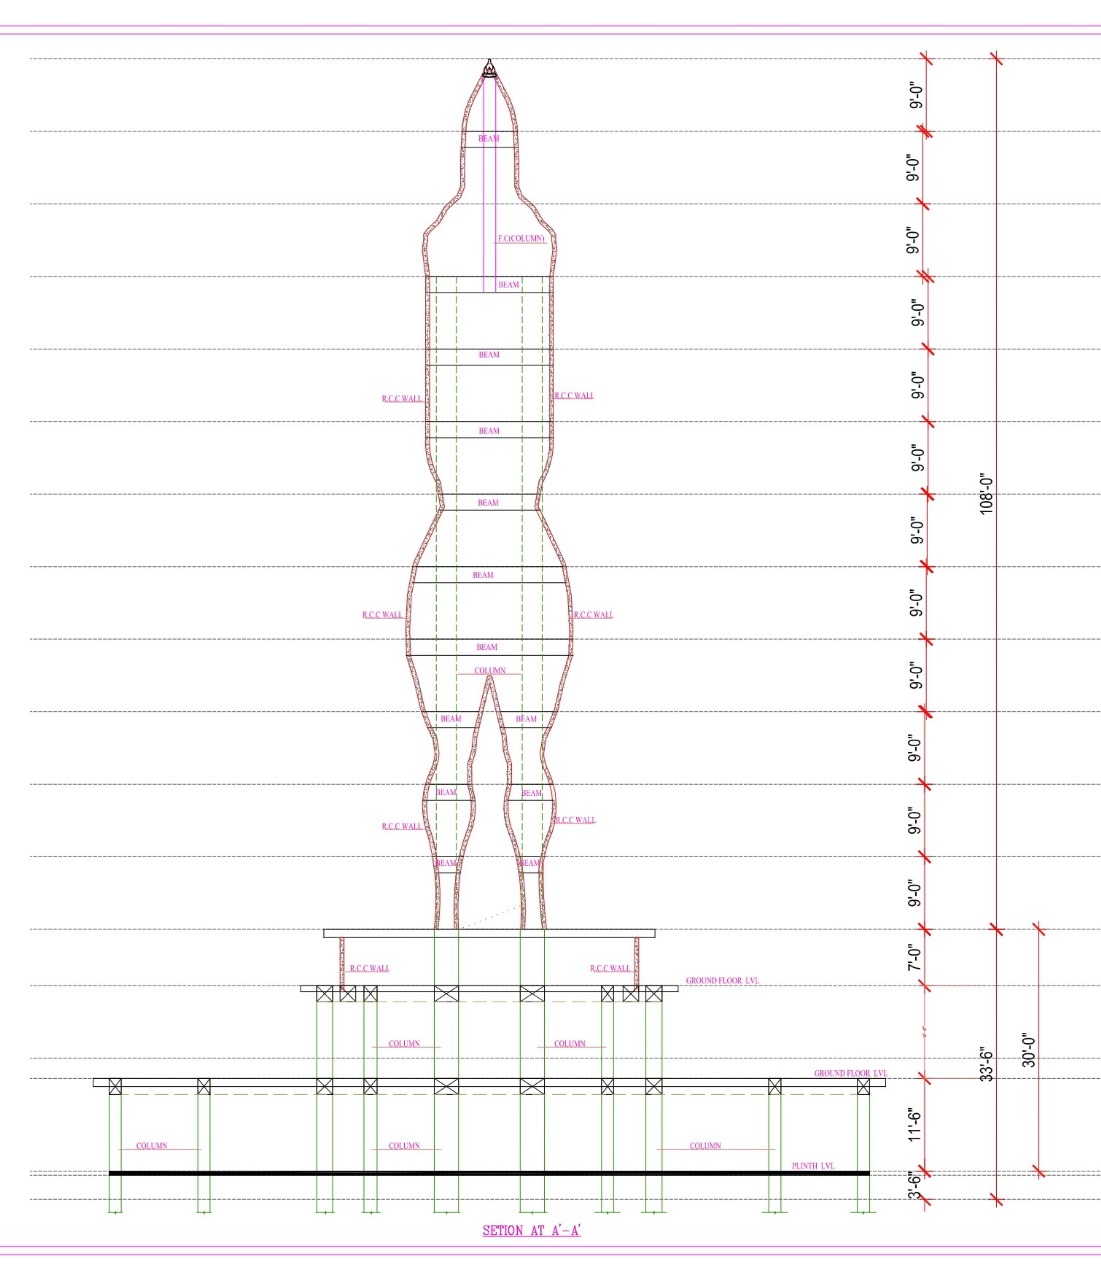 9'-0"
BEAM
9'-0"
F.C(COLUMN)
9'-0"
BEAM
9'-0"
BEAM
R.C.C WALL
R.C.C WALL
9'-0"
BEAM
9'-0"
108'-0"
BEAM
9'-0"
BEAM
9'-0"
R.C.C WALL
R.C.C WALL
BEAM
COLUMN
9'-0"
BEAM
BEAM
9'-0"
BEAM
BEAM
R.C.C WALL
R.C.C WALL
9'-0"
BEAM
BEAM
9'-0"
R.C.C WALL
R.C.C WALL
7'-0"
GROUND FLOOR LVL
COLUMN
COLUMN
33'-6"
30'-0"
GROUND FLOOR LVL
COLUMN
COLUMN
COLUMN
11'-6"
PLINTH LVL
3'-6"
SETION AT A'-A'